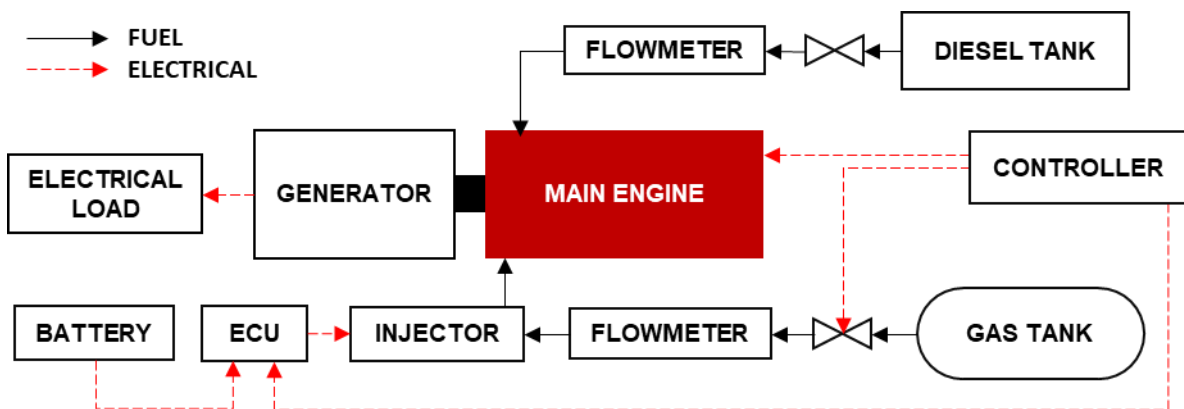 FUEL
ELECTRICAL
FLOWMETER
DIESEL TANK
ELECTRICAL
LOAD
GENERATOR
MAIN ENGINE
CONTROLLER
BATTERY
ECU
INJECTOR
FLOWMETER
GAS TANK